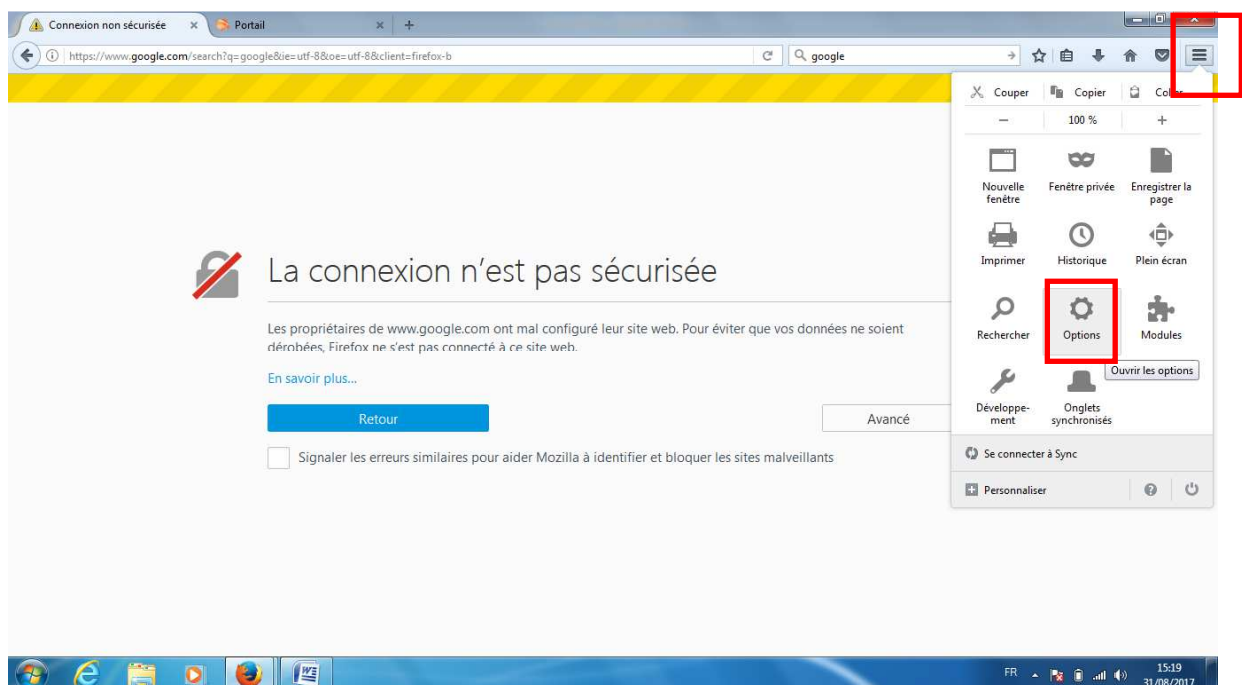 Connexion non sécurisée
Portail
https://www.google.com/search?q=google&ie=utf-8&oe=utf-8&client=firefox-b
google
Couper
Copier
100 %
Nouvelle fenêtre
Fenêtre privée
Enregistrer la page
Imprimer
Historique
Plein écran
Rechercher
Options
Modules
Ouvrir les options
Développe-
ment
Onglets
synchronisés
Se connecter à Sync
Personnaliser
La connexion n'est pas sécurisée
Les propriétaires de www.google.com ont mal configuré leur site web. Pour éviter que vos données ne soient
dérobées, Firefox ne s'est pas connecté à ce site web.
En savoir plus...
Retour
Avancé
Signaler les erreurs similaires pour aider Mozilla à identifier et bloquer les sites malveillants
FR
15:19
31/08/2017